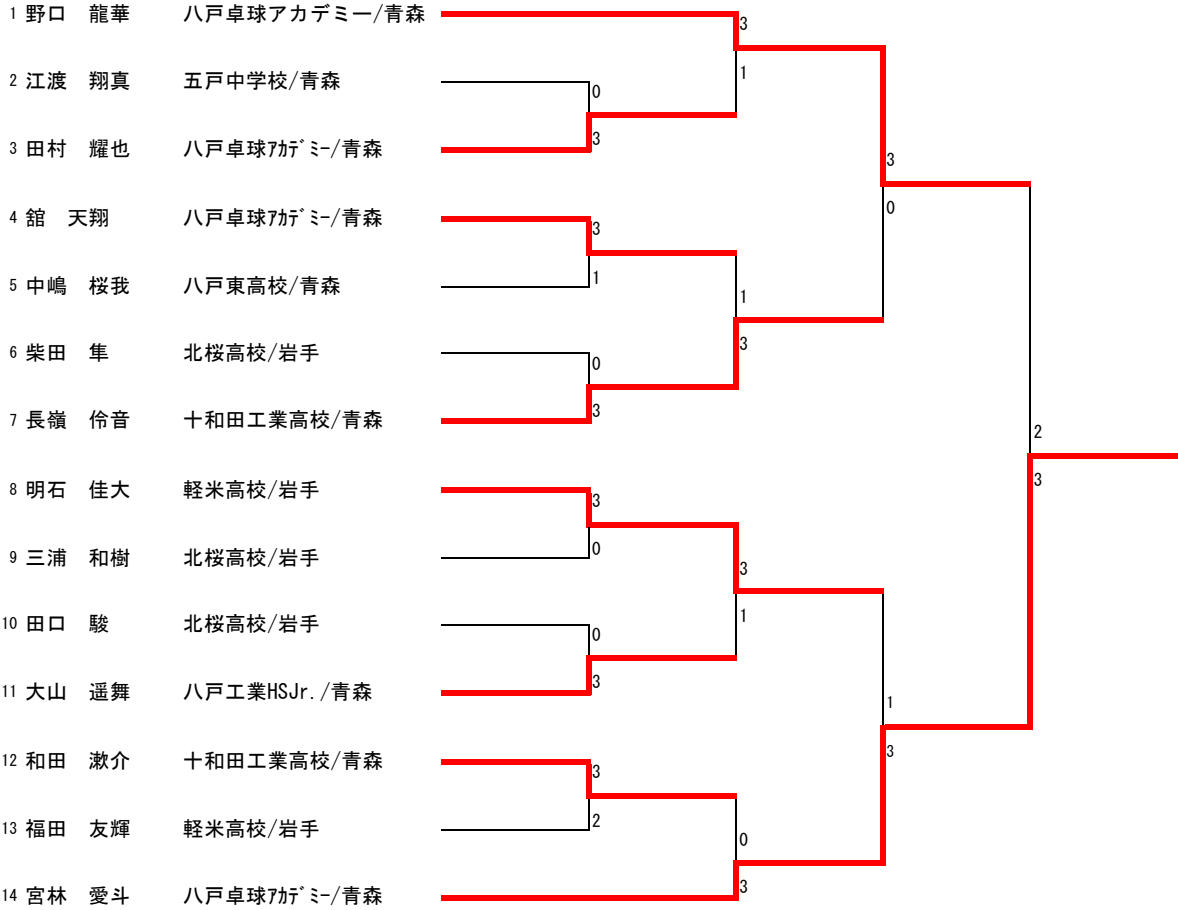 1 野口　龍華　八戸卓球アカデミー/青森
3
1
2 江渡　翔真　五戸中学校/青森
0
3
3 田村　耀也　八戸卓球ｱｶﾃﾞﾐｰ/青森
3
0
4 舘　天翔　八戸卓球ｱｶﾃﾞﾐｰ/青森
3
1
5 中嶋　桜我　八戸東高校/青森
1
3
6 柴田　隼　北桜高校/岩手
0
3
7 長嶺　伶音　十和田工業高校/青森
2
3
8 明石　佳大　軽米高校/岩手
3
0
9 三浦　和樹　北桜高校/岩手
3
1
10 田口　駿　北桜高校/岩手
0
3
11 大山　遥舞　八戸工業HSJr./青森
1
3
12 和田　漱介　十和田工業高校/青森
3
2
13 福田　友輝　軽米高校/岩手
0
3
14 宮林　愛斗　八戸卓球ｱｶﾃﾞﾐｰ/青森